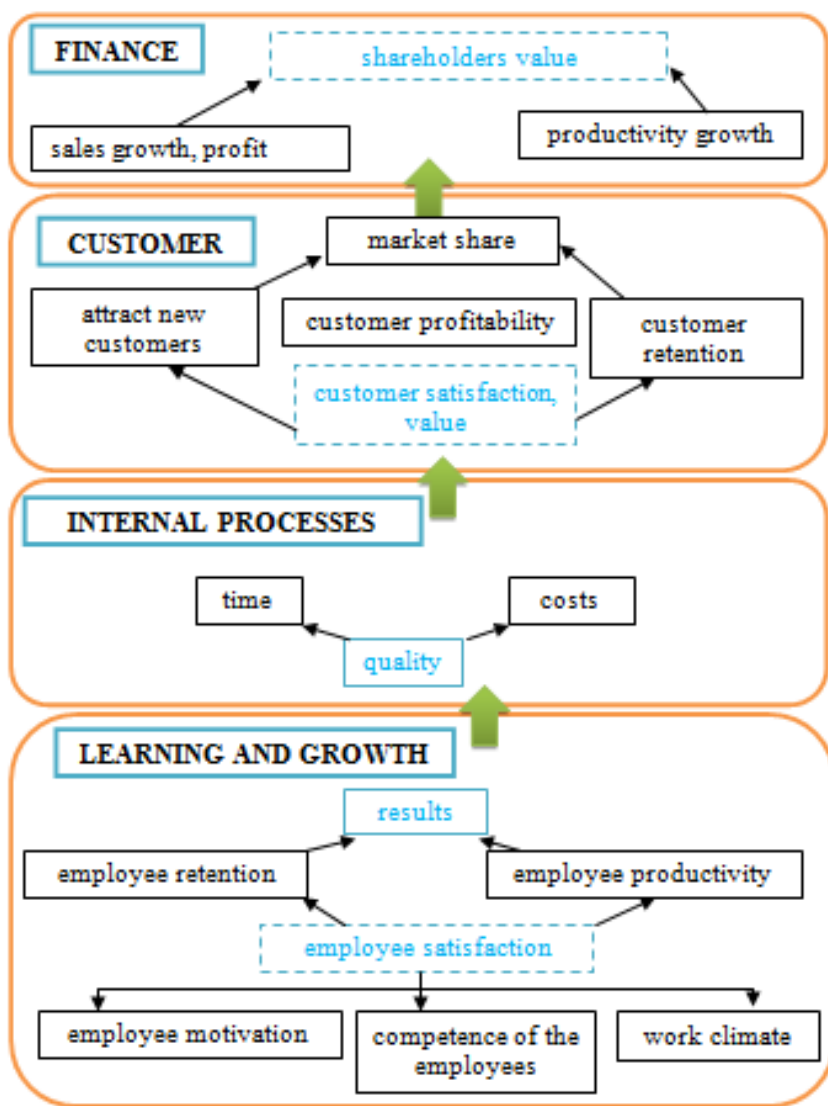 FINANCE
shareholders value
sales growth, profit
productivity growth
CUSTOMER
market share
attract new
customers
customer profitability
customer
retention
customer satisfaction,
value
INTERNAL PROCESSES
time
costs
quality
LEARNING AND GROWTH
results
employee retention
employee productivity
employee satisfaction
employee motivation
competence of the
employees
work climate